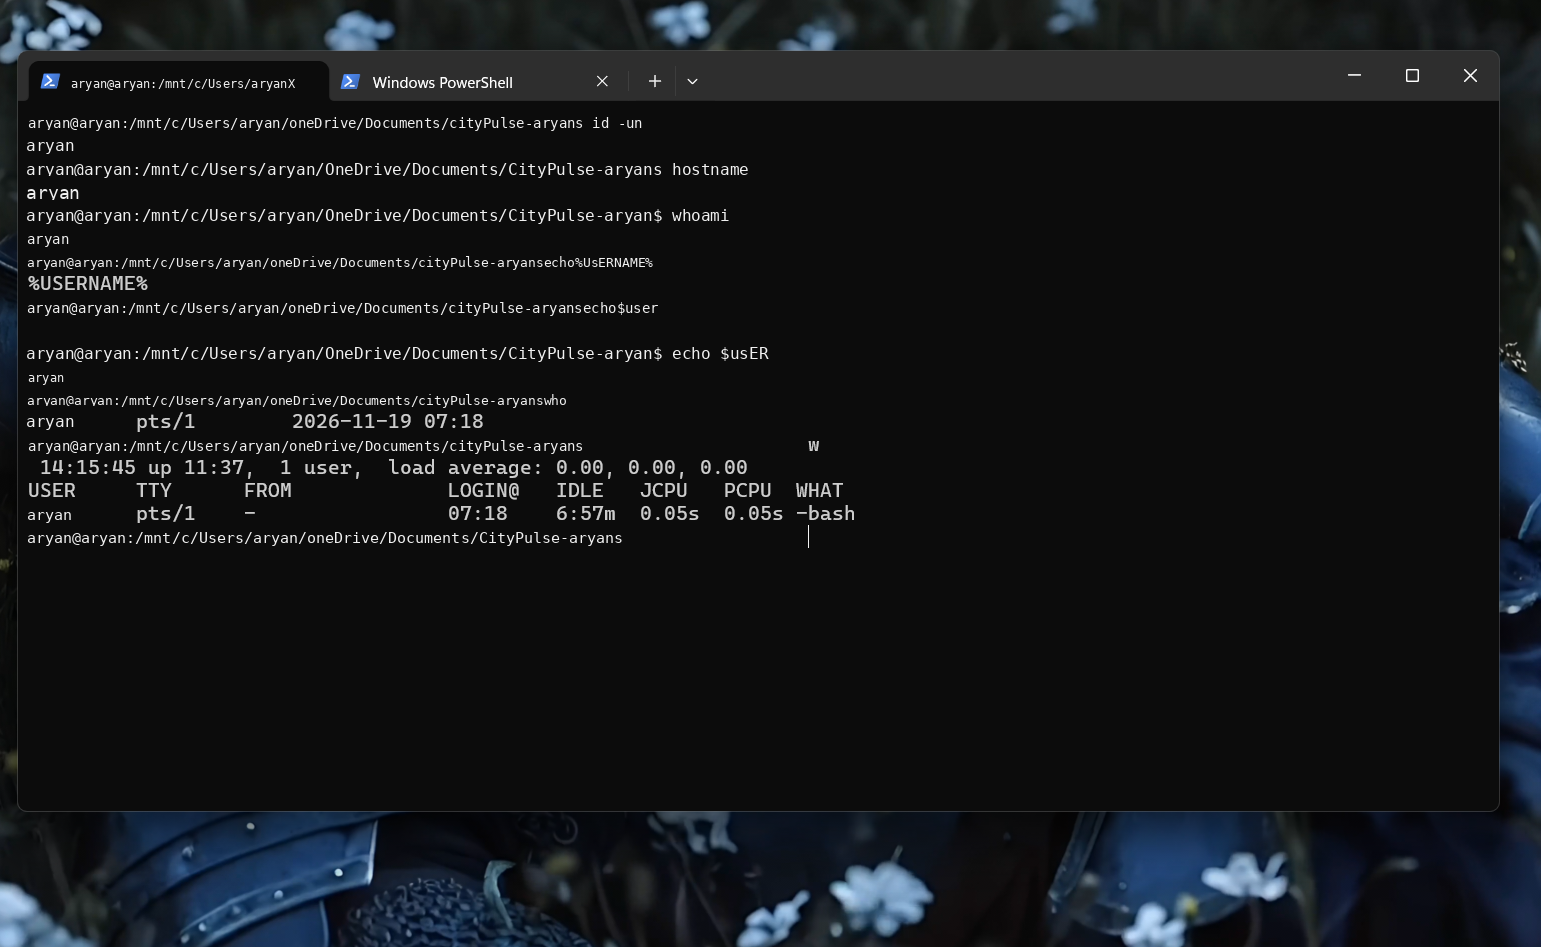 aryan@aryan:/mnt/c/Users/aryanX
Windows PowerShell
aryan@aryan:/mnt/c/Users/aryan/oneDrive/Documents/cityPulse-aryans id -un
aryan
aryan@aryan:/mnt/c/Users/aryan/OneDrive/Documents/CityPulse-aryans hostname
aryan
aryan@aryan:/mnt/c/Users/aryan/OneDrive/Documents/CityPulse-aryan$ whoami
aryan
aryan@aryan:/mnt/c/Users/aryan/oneDrive/Documents/cityPulse-aryansecho%UsERNAME%
%USERNAME%
aryan@aryan:/mnt/c/Users/aryan/oneDrive/Documents/cityPulse-aryansecho$user
aryan@aryan:/mnt/c/Users/aryan/OneDrive/Documents/CityPulse-aryan$ echo $usER
aryan
aryan@aryan:/mnt/c/Users/aryan/oneDrive/Documents/cityPulse-aryanswho
aryan pts/1 2026-11-19 07:18
aryan@aryan:/mnt/c/Users/aryan/oneDrive/Documents/cityPulse-aryans w
14:15:45 up 11:37, 1 user, load average: 0.00, 0.00, 0.00
USER TTY FROM LOGIN@ IDLE JCPU PCPU WHAT
aryan pts/1 - 07:18 6:57m 0.05s 0.05s -bash
aryan@aryan:/mnt/c/Users/aryan/oneDrive/Documents/CityPulse-aryans